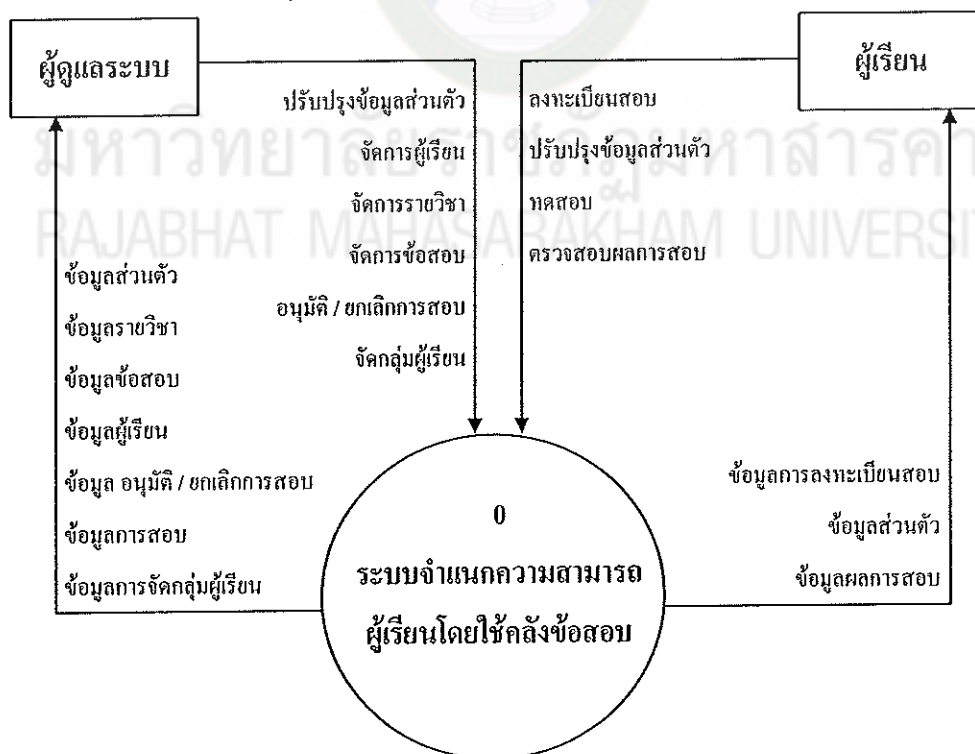 ผู้ดูแลระบบ
ผู้เรียน
ปรับปรุงข้อมูลส่วนตัว
จัดการผู้เรียน
จัดการรายวิชา
จัดการข้อสอบ
อนุมัติ / ยกเลิกการสอบ
จัดกลุ่มผู้เรียน
ลงทะเบียนสอบ
ปรับปรุงข้อมูลส่วนตัว
ทดสอบ
ตรวจสอบผลการสอบ
มหาวิทยาลัยราชภัฏมหาสารคา
RAJABHAT MAHASARAKHAM UNIVERSI
ข้อมูลส่วนตัว
ข้อมูลรายวิชา
ข้อมูลข้อสอบ
ข้อมูลผู้เรียน
ข้อมูล อนุมัติ / ยกเลิกการสอบ
ข้อมูลการสอบ
ข้อมูลการจัดกลุ่มผู้เรียน
0
ระบบจำแนกความสามารถ
ผู้เรียนโดยใช้คลังข้อสอบ
ข้อมูลการลงทะเบียนสอบ
ข้อมูลส่วนตัว
ข้อมูลผลการสอบ